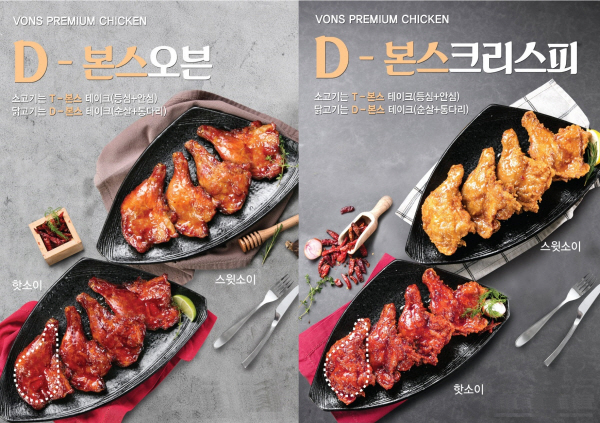 VONS PREMIUM CHICKEN
D - 본스오븐
소고기는 T - 본스 테이크(등심+안심)
닭고기는 D - 본스 테이크(순살+통다리)
스윗소이
핫소이
VONS PREMIUM CHICKEN
D - 본스크리스피
소고기는 T - 본스 테이크(등심+안심)
닭고기는 D - 본스 테이크(순살+통다리)
스윗소이
핫소이